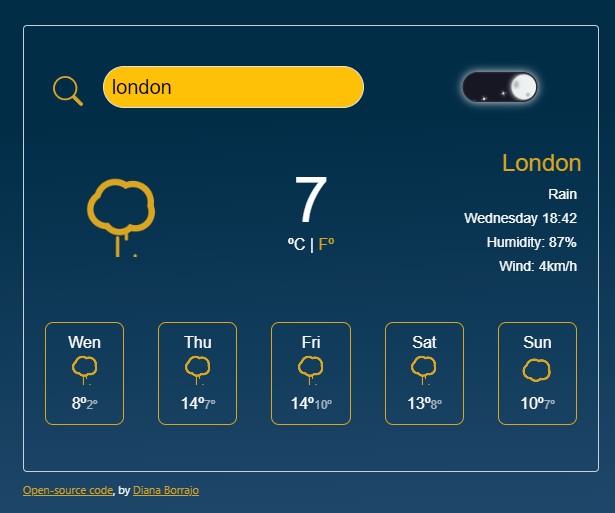 london
London
Rain
Wednesday 18:42
Humidity: 87%
Wind: 4km/h
7
ºC | Fº
Wen
8º2º
Thu
14º7º
Fri
14º10º
Sat
13º8º
Sun
10º7º
Open-source code, by Diana Borrajo